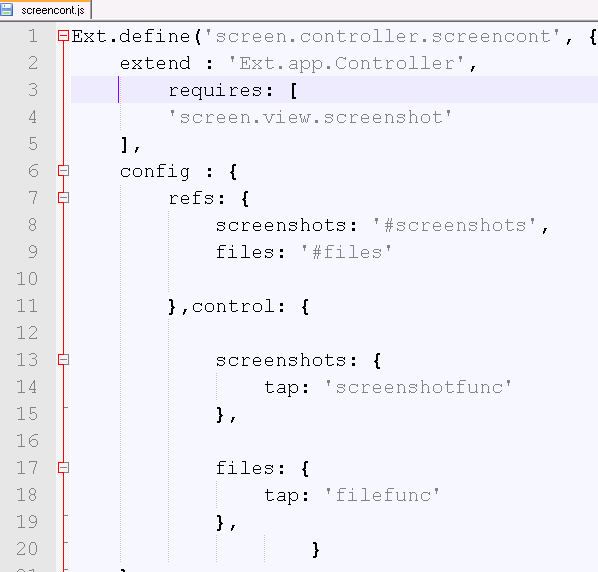 screencont.js
1 Ext.define('screen.controller.screencont', {
2 extend : 'Ext.app.Controller',
3 requires: [
4 'screen.view.screenshot'
5 ],
6 config : {
7 refs: {
8 screenshots: '#screenshots',
9 files: '#files'
10
11 },control: {
12
13 screenshots: {
14 tap: 'screenshotfunc'
15 },
16
17 files: {
18 tap: 'filefunc'
19 },
20 }